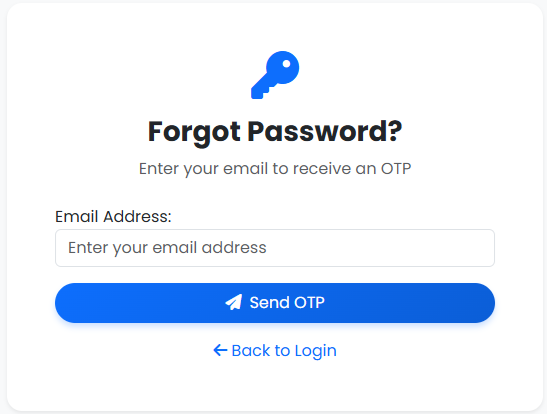 Forgot Password?
Enter your email to receive an OTP
Email Address:
Enter your email address
Send OTP
Back to Login